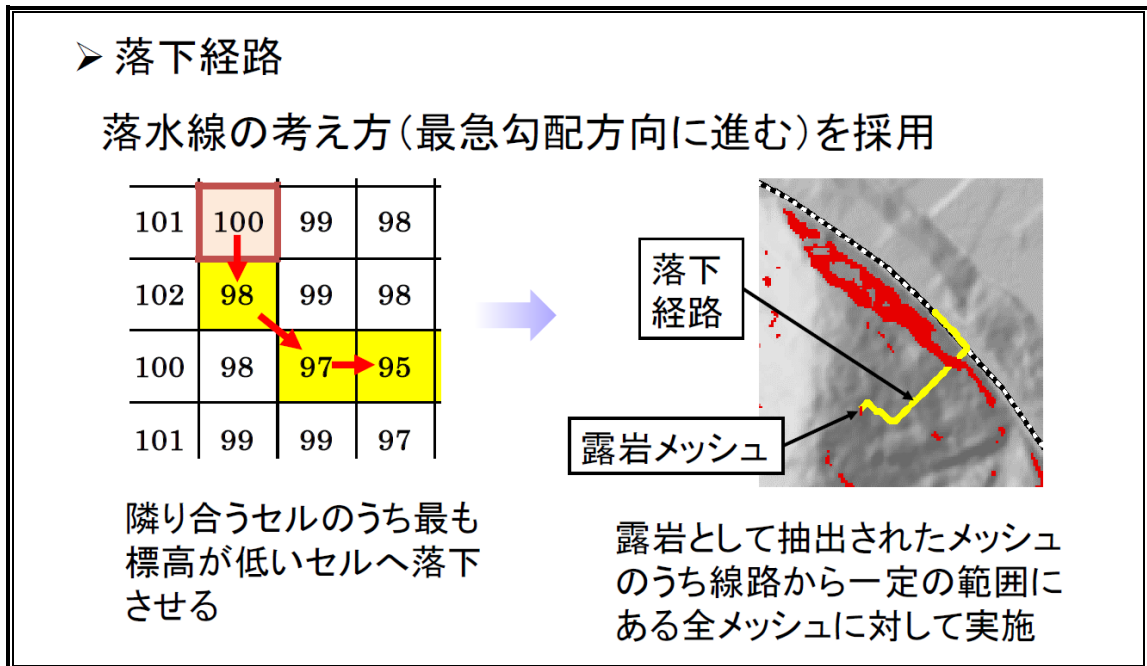 ➢ 落下経路
落水線の考え方(最急勾配方向に進む)を採用
101 100 99 98
102 98 99 98
100 98 97 95
101 99 99 97
落下
経路
露岩メッシュ
隣り合うセルのうち最も
標高が低いセルへ落下
させる
露岩として抽出されたメッシュ
のうち線路から一定の範囲に
ある全メッシュに対して実施